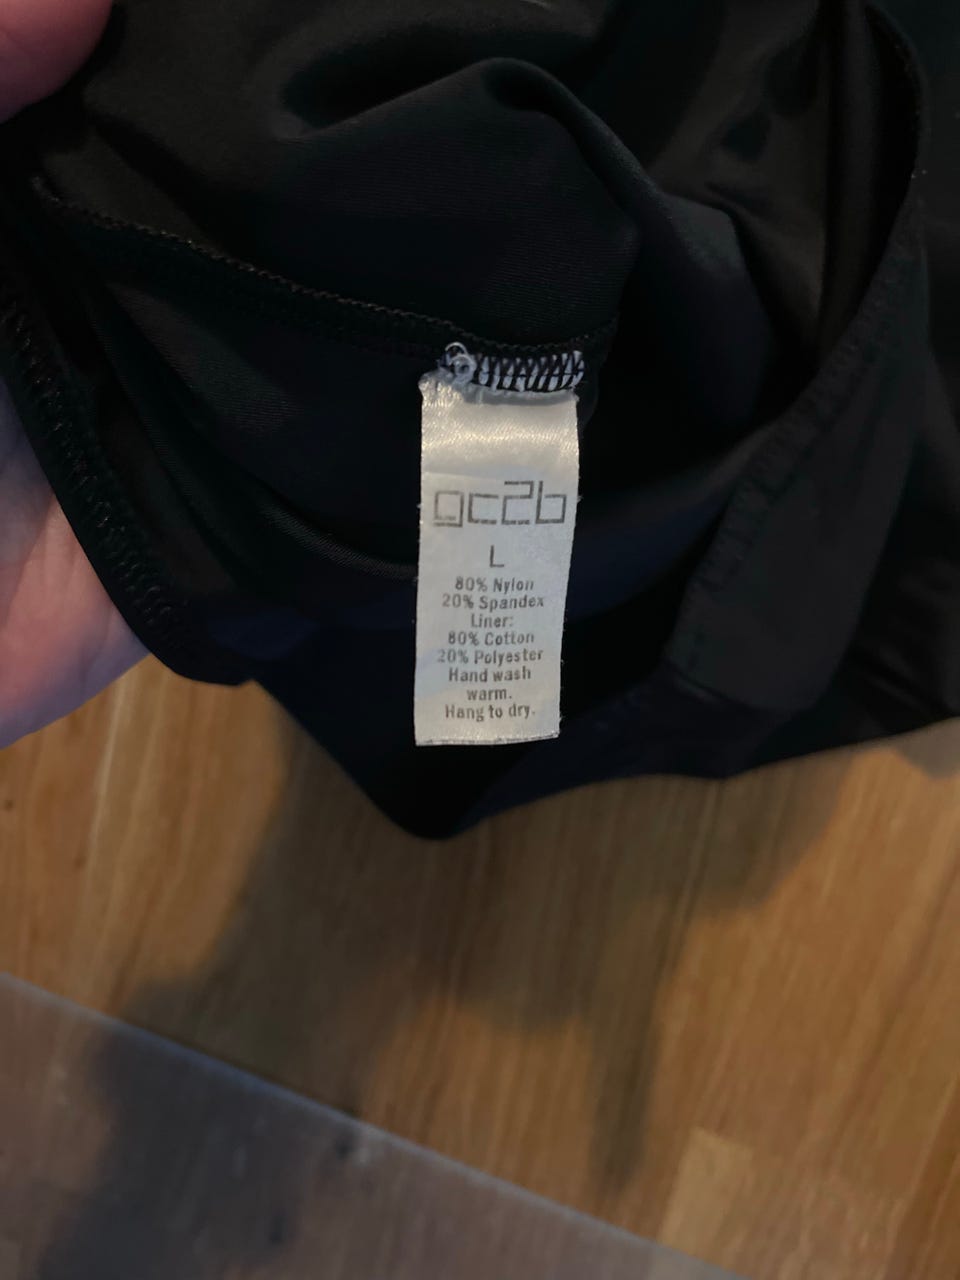 gc2b
L
80% Nylon
20% Spandex
Liner:
80% Cotton
20% Polyester
Hand wash
warm.
Hang to dry.